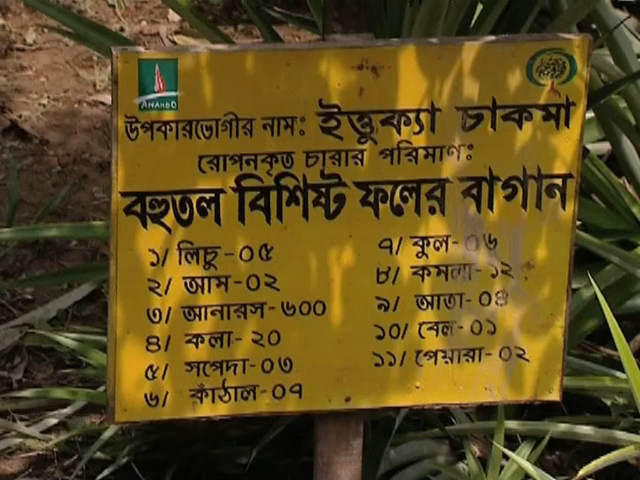 ANANDO
উপকারভোগীর নাম: ইত্তুক্যা চাকমা
রোপনকৃত চারার পরিমাণ:
বহুতল বিশিষ্ট ফলের বাগান
১/ লিচু-০৫
২/ আম-০২
৩/ আনারস-৬০০
৪/ কলা-২০
৫/ সপেদা-০৩
৬/ কাঁঠাল-০৭
৭/ কুল-০৬
৮/ কমলা-১২
৯/ আতা-০৪
১০/ বেল-০১
১১/ পেয়ারা-০২